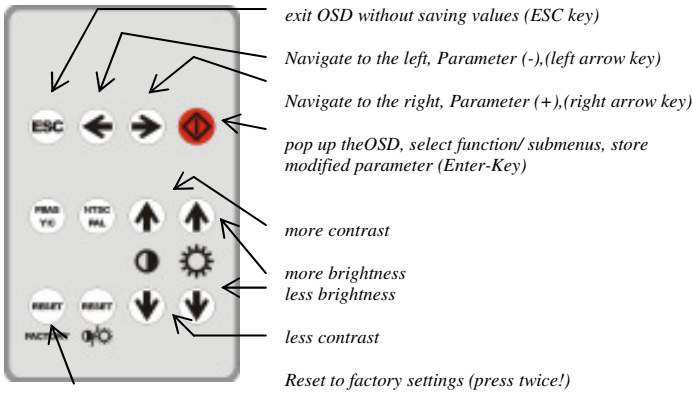 exit OSD without saving values (ESC key)
Navigate to the left, Parameter (-),(left arrow key)
Navigate to the right, Parameter (+),(right arrow key)
ESC
pop up theOSD, select function/ submenus, store
modified parameter (Enter-Key)
FBAS
Y/C
NTSC
PAL
more contrast
more brightness
less brightness
RESET
RESET
FACTORY
less contrast
Reset to factory settings (press twice!)